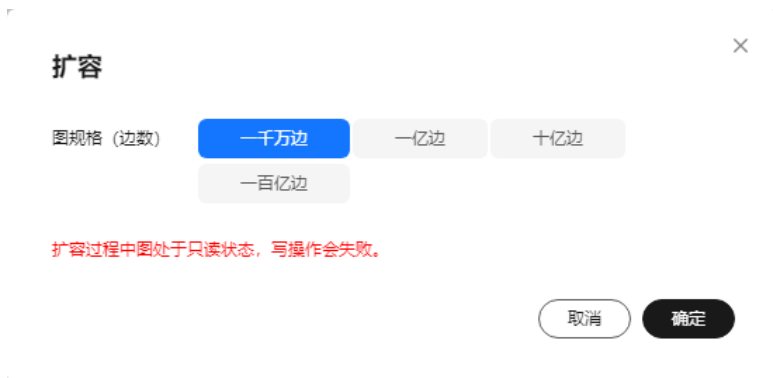 扩容
图规格（边数） 一千万边 一亿边 十亿边
一百亿边
扩容过程中图处于只读状态，写操作会失败。
取消 确定